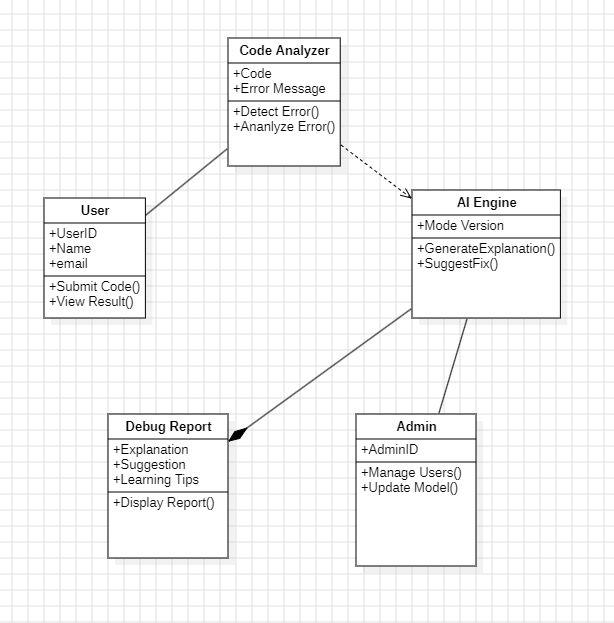 Code Analyzer
+Code
+Error Message
+Detect Error()
+Ananlyze Error()
User
+UserID
+Name
+email
+Submit Code()
+View Result()
AI Engine
+Mode Version
+GenerateExplanation()
+SuggestFix()
Debug Report
+Explanation
+Suggestion
+Learning Tips
+Display Report()
Admin
+AdminID
+Manage Users()
+Update Model()